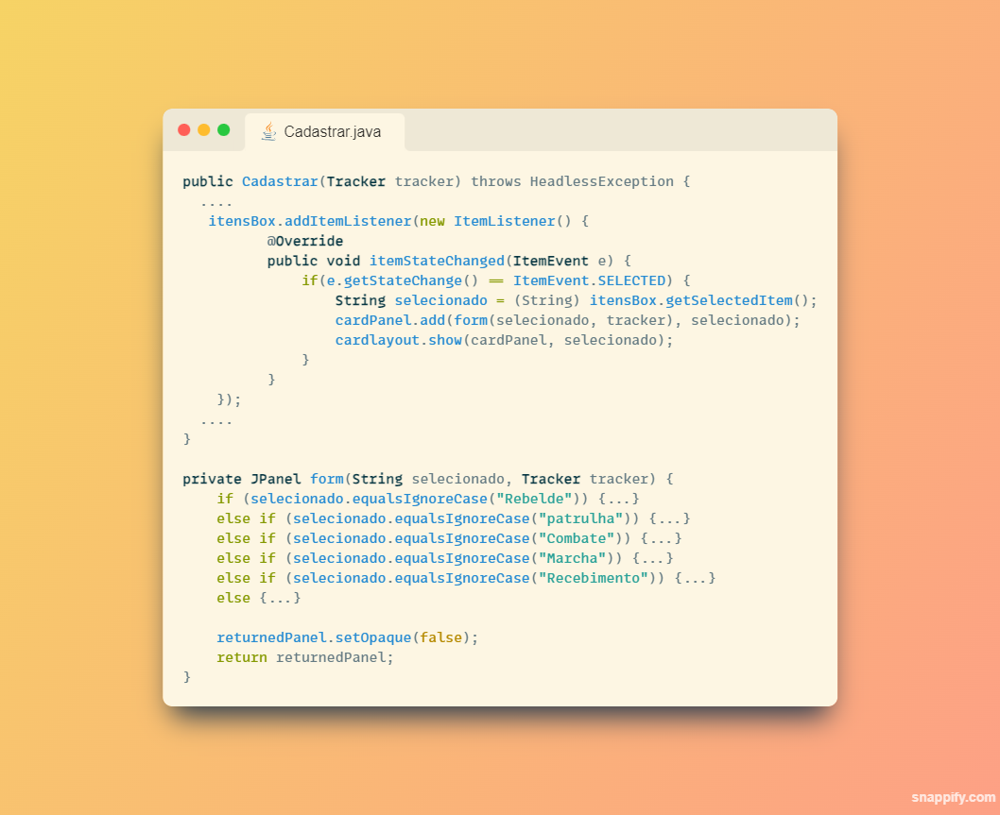 Cadastrar.java
public Cadastrar(Tracker tracker) throws HeadlessException {
  ....
   itensBox.addItemListener(new ItemListener() {
          @Override
          public void itemStateChanged(ItemEvent e) {
              if(e.getStateChange() == ItemEvent.SELECTED) {
                  String selecionado = (String) itensBox.getSelectedItem();
                  cardPanel.add(form(selecionado, tracker), selecionado);
                  cardlayout.show(cardPanel, selecionado);
              }
          }
    });
  ....
}
private JPanel form(String selecionado, Tracker tracker) {
    if (selecionado.equalsIgnoreCase("Rebelde")) {...}
    else if (selecionado.equalsIgnoreCase("patrulha")) {...}
    else if (selecionado.equalsIgnoreCase("Combate")) {...}
    else if (selecionado.equalsIgnoreCase("Marcha")) {...}
    else if (selecionado.equalsIgnoreCase("Recebimento")) {...}
    else {...}
    returnedPanel.setOpaque(false);
    return returnedPanel;
}
snappify.com